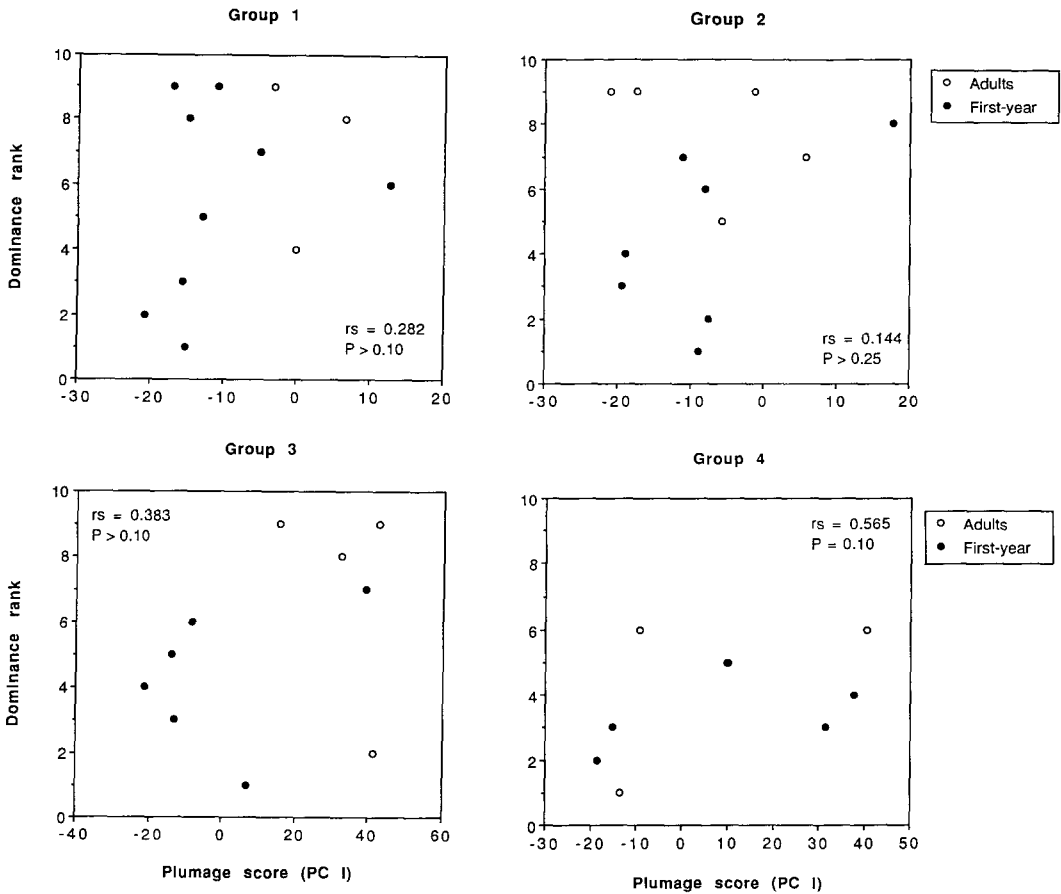 Group 1
10
8
6
4
2
0
-30
-20
-10
0
10
20
Dominance rank
rs = 0.282
P > 0.10
Group 2
10
8
6
4
2
0
-30
-20
-10
0
10
20
rs = 0.144
P > 0.25
Adults
First-year
Group 3
10
8
6
4
2
0
-40
-20
0
20
40
60
Dominance rank
Plumage score (PC I)
rs = 0.383
P > 0.10
Group 4
10
8
6
4
2
0
-30
-20
-10
0
10
20
30
40
50
Plumage score (PC I)
rs = 0.565
P = 0.10
Adults
First-year